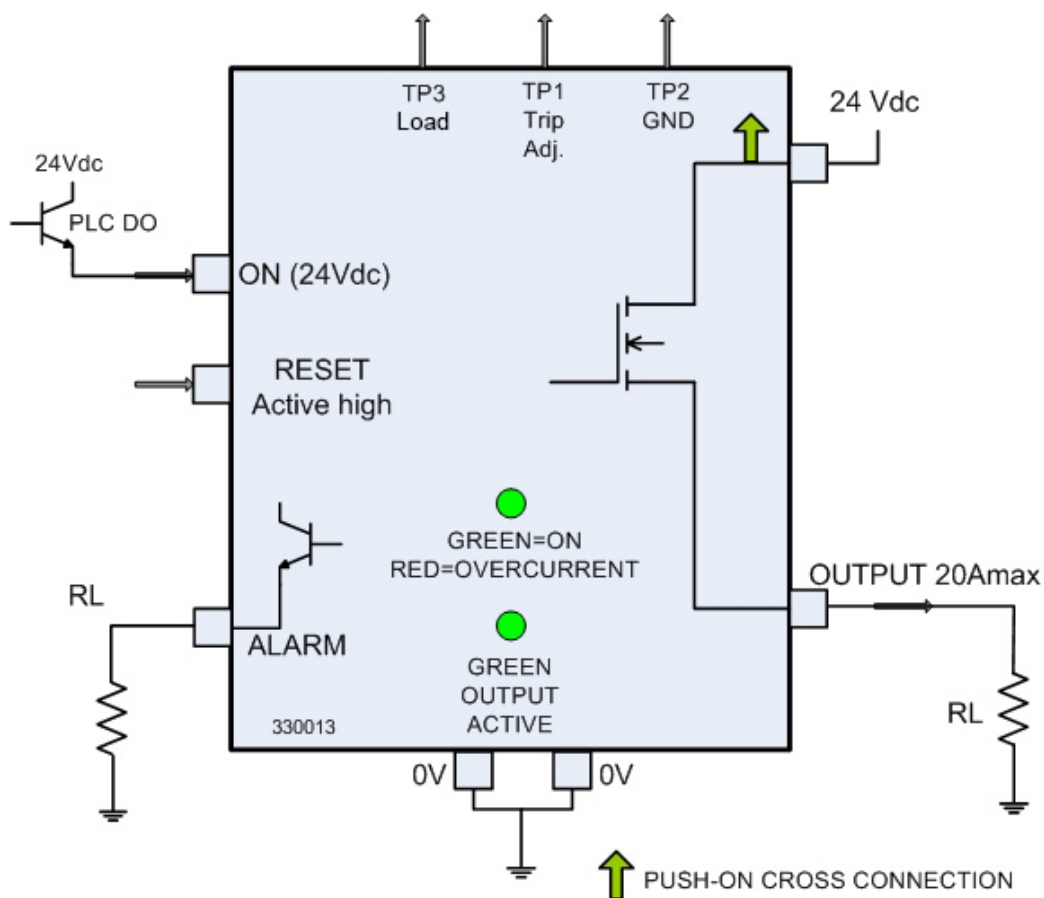 TP3
Load
TP1
Trip
Adj.
TP2
GND
24 Vdc
24Vdc
PLC DO
ON (24Vdc)
RESET
Active high
GREEN=ON
RED=OVERCURRENT
OUTPUT 20Amax
RL
ALARM
GREEN
OUTPUT
ACTIVE
RL
330013
0V
0V
PUSH-ON CROSS CONNECTION